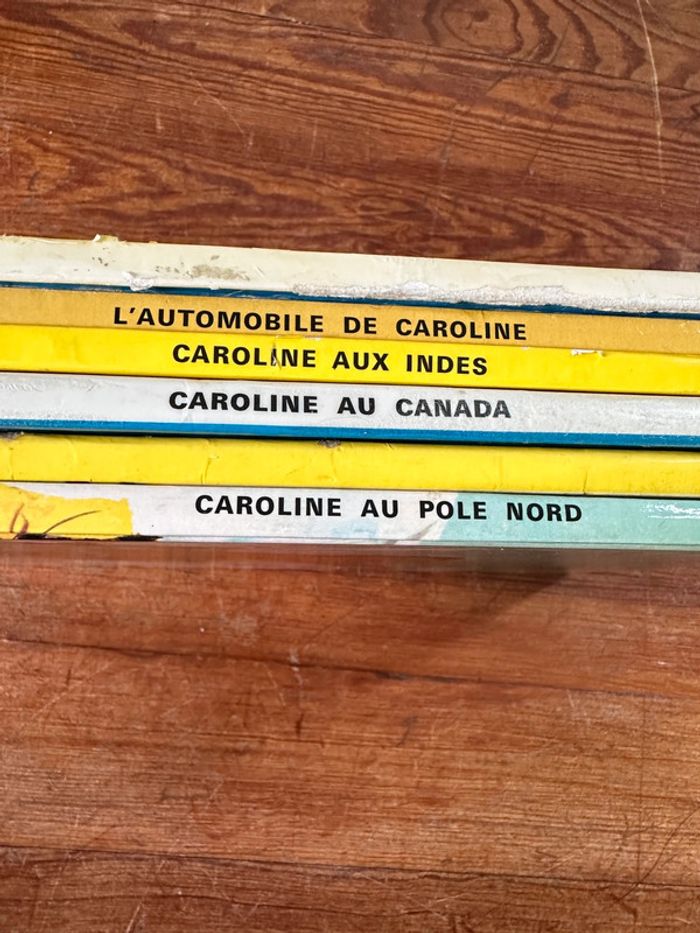 L'AUTOMOBILE DE CAROLINE
CAROLINE AUX INDES
CAROLINE AU CANADA
CAROLINE AU POLE NORD